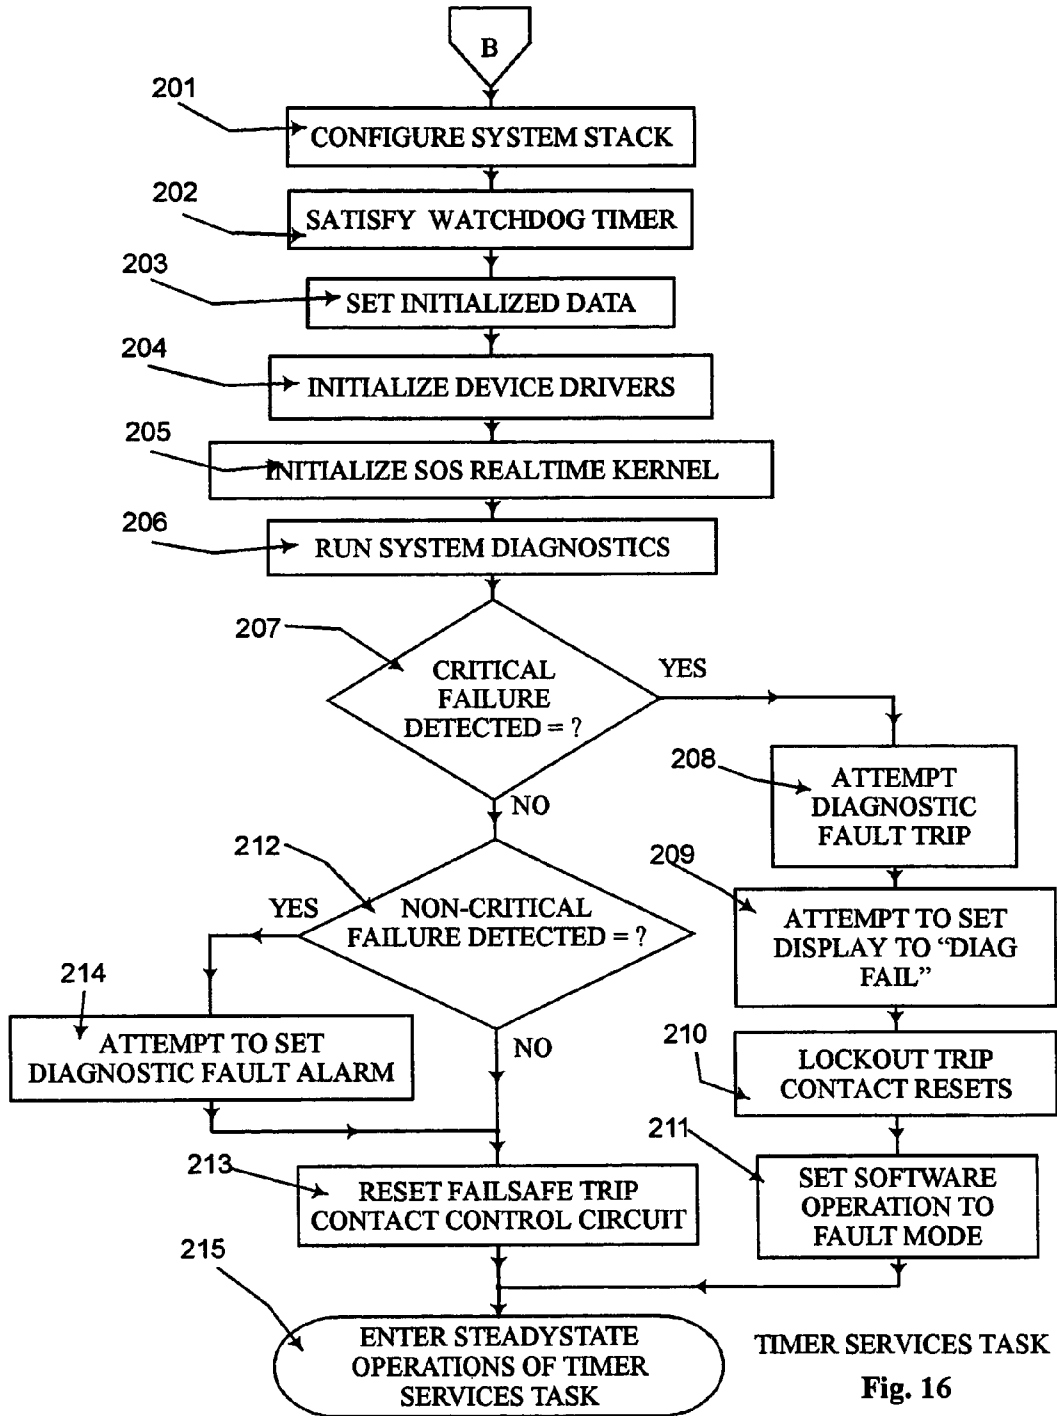 B
201
CONFIGURE SYSTEM STACK
202
SATISFY WATCHDOG TIMER
203
SET INITIALIZED DATA
204
INITIALIZE DEVICE DRIVERS
205
INITIALIZE SOS REALTIME KERNEL
206
RUN SYSTEM DIAGNOSTICS
207
CRITICAL
FAILURE
DETECTED = ?
YES
NO
208
ATTEMPT
DIAGNOSTIC
FAULT TRIP
209
ATTEMPT TO SET
DISPLAY TO “DIAG
FAIL”
210
LOCKOUT TRIP
CONTACT RESETS
211
SET SOFTWARE
OPERATION TO
FAULT MODE
212
NON-CRITICAL
FAILURE DETECTED = ?
YES
NO
214
ATTEMPT TO SET
DIAGNOSTIC FAULT ALARM
213
RESET FAILSAFE TRIP
CONTACT CONTROL CIRCUIT
215
ENTER STEADYSTATE
OPERATIONS OF TIMER
SERVICES TASK
TIMER SERVICES TASK
Fig. 16